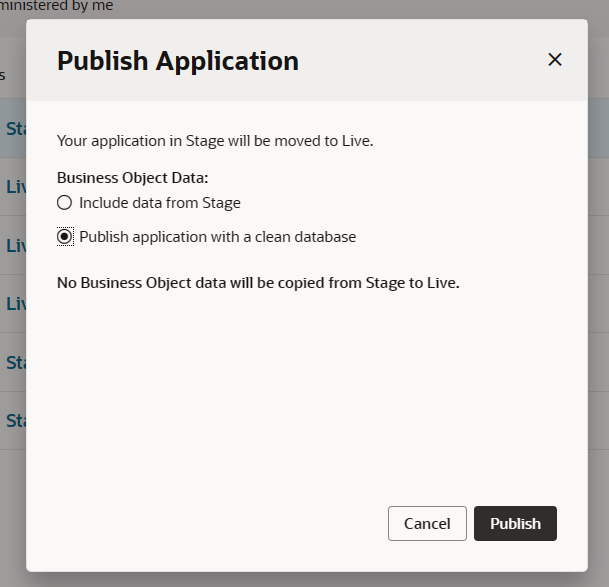 ministered by me
Publish Application
s
Your application in Stage will be moved to Live.
Sta
Business Object Data:
Liv
Include data from Stage
Publish application with a clean database
Liv
No Business Object data will be copied from Stage to Live.
Liv
Sta
Sta
Cancel
Publish